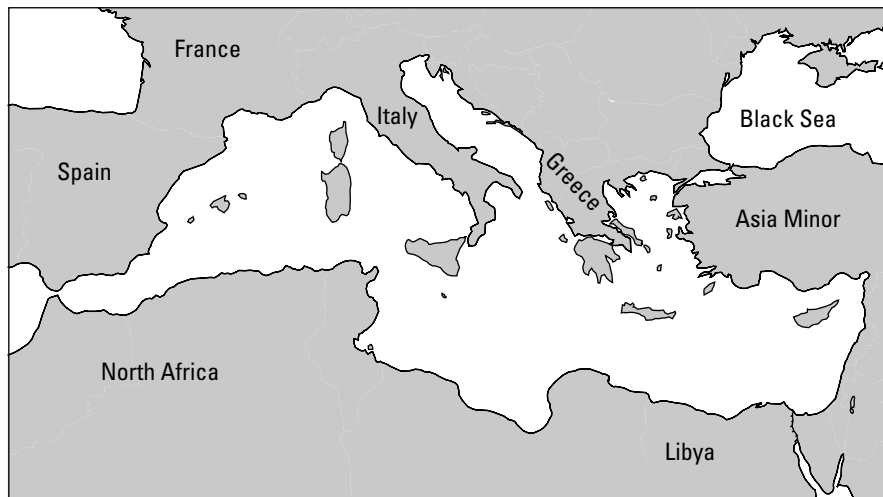 France
Italy
Black Sea
Spain
Greece
Asia Minor
North Africa
Libya